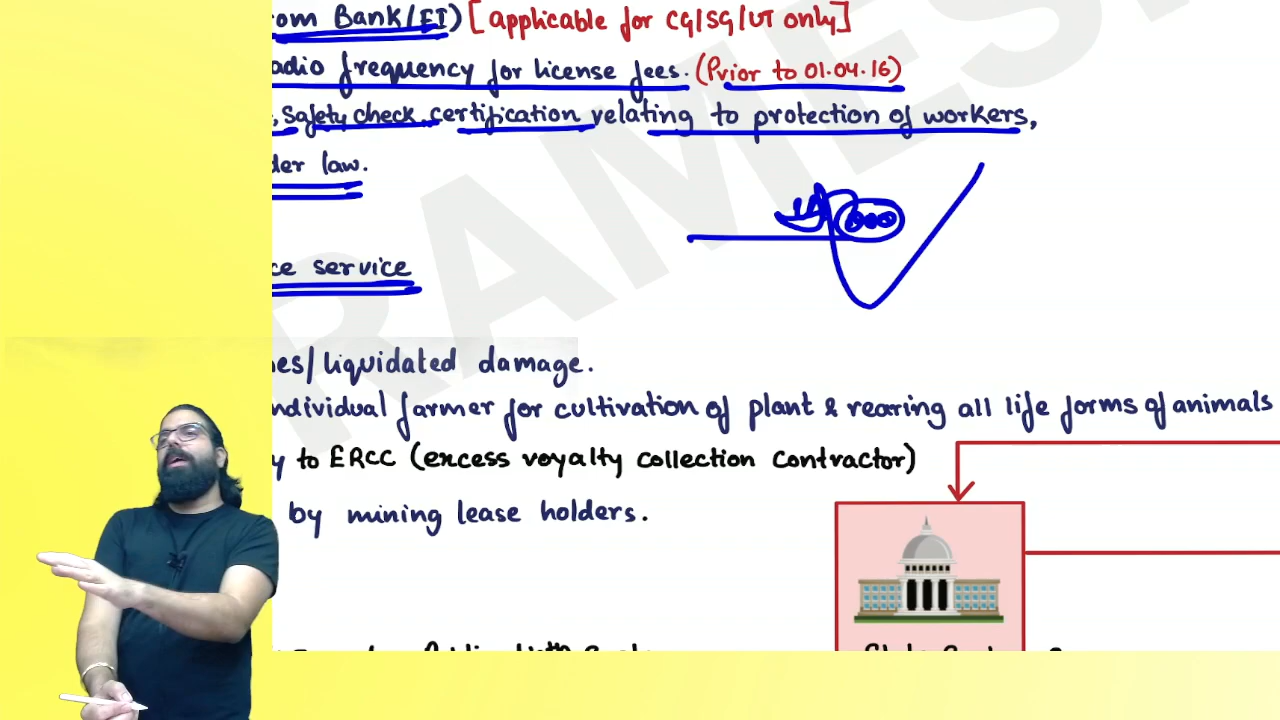 om Bank/FI) [applicable for CG/SG/UT only]
adio frequency for license fees. (Prior to 01.04.16)
, safety check certification relating to protection of workers,
der law.
ce service
es/liquidated damage.
ndividual farmer for cultivation of plant & rearing all life forms of animals
y to ERCC (excess royalty collection contractor)
by mining lease holders.
RAMES